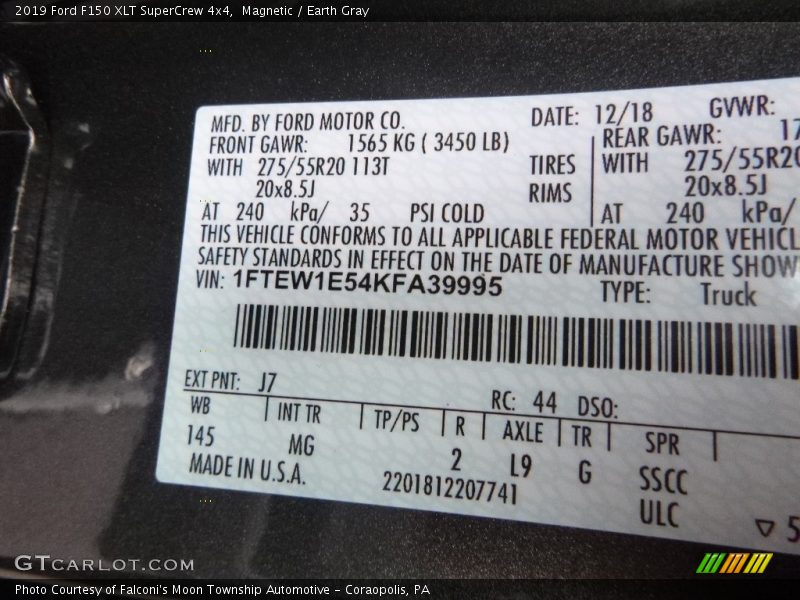 2019 Ford F150 XLT SuperCrew 4x4,  Magnetic / Earth Gray
MFD. BY FORD MOTOR CO.
DATE: 12/18 GVWR:
FRONT GAWR: 1565 KG ( 3450 LB)
REAR GAWR: 17
WITH 275/55R20 113T TIRES
WITH 275/55R20
20x8.5J RIMS
20x8.5J
AT 240 kPa/ 35 PSI COLD
AT 240 kPa/
THIS VEHICLE CONFORMS TO ALL APPLICABLE FEDERAL MOTOR VEHICL
SAFETY STANDARDS IN EFFECT ON THE DATE OF MANUFACTURE SHOW
VIN: 1FTEW1E54KFA39995 TYPE: Truck
EXT PNT: J7 RC: 44 DSO:
WB INT TR TP/PS R AXLE TR SPR
145 MG 2 L9 G SSCC
MADE IN U.S.A. 2201812207741 ULC
▽ 5
GTCARLOT.COM
Photo Courtesy of Falconi's Moon Township Automotive - Coraopolis, PA